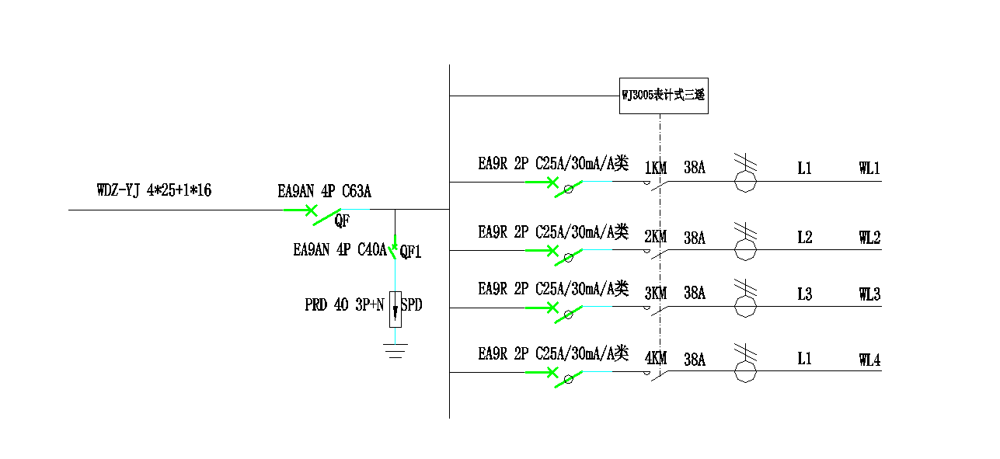 WJ3005表计式三遥
EA9R 2P C25A/30mA/A类 1KM 38A L1 WL1
WDZ-YJ 4*25+1*16 EA9AN 4P C63A
QF
EA9R 2P C25A/30mA/A类 2KM 38A L2 WL2
EA9AN 4P C40A QF1
EA9R 2P C25A/30mA/A类 3KM 38A L3 WL3
PRD 40 3P+N SPD
EA9R 2P C25A/30mA/A类 4KM 38A L1 WL4